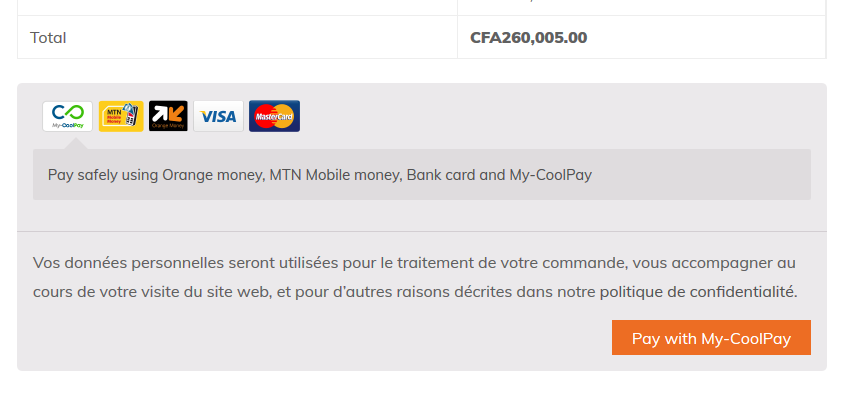 Total CFA260,005.00
My-CoolPay MTN Mobile Money Orange Money VISA MasterCard
Pay safely using Orange money, MTN Mobile money, Bank card and My-CoolPay
Vos données personnelles seront utilisées pour le traitement de votre commande, vous accompagner au
cours de votre visite du site web, et pour d’autres raisons décrites dans notre politique de confidentialité.
Pay with My-CoolPay